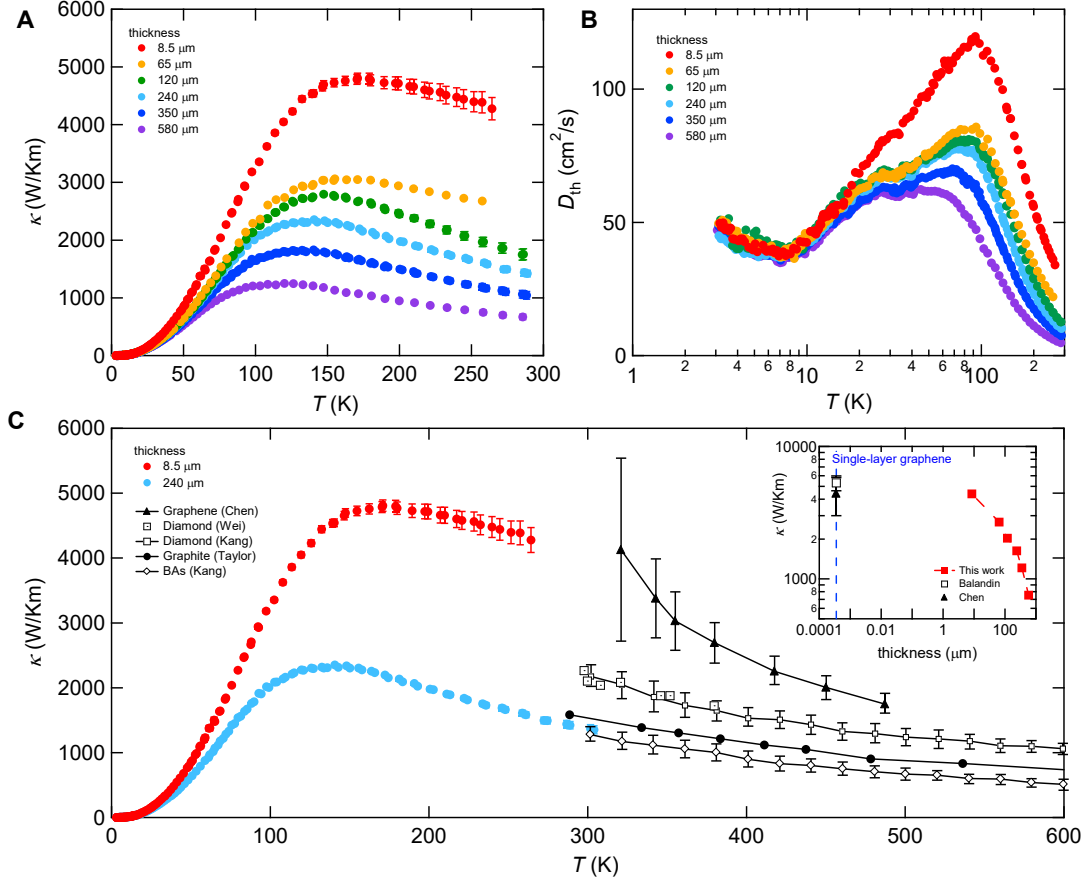 A
thickness
8.5 μm
65 μm
120 μm
240 μm
350 μm
580 μm
6000
5000
4000
3000
2000
1000
0
κ (W/Km)
0 50 100 150 200 250 300
T (K)
B
thickness
8.5 μm
65 μm
120 μm
240 μm
350 μm
580 μm
100
50
0
Dth (cm²/s)
1 2 4 6 8 10 2 4 6 8 100 2
T (K)
C
thickness
8.5 μm
240 μm
Graphene (Chen)
Diamond (Wei)
Diamond (Kang)
Graphite (Taylor)
BAs (Kang)
6000
5000
4000
3000
2000
1000
0
κ (W/Km)
0 100 200 300 400 500 600
T (K)
Single-layer graphene
10000
8
6
4
2
1000
8
6
κ (W/Km)
This work
Balandin
Chen
0.0001 0.01 1 100
thickness (μm)